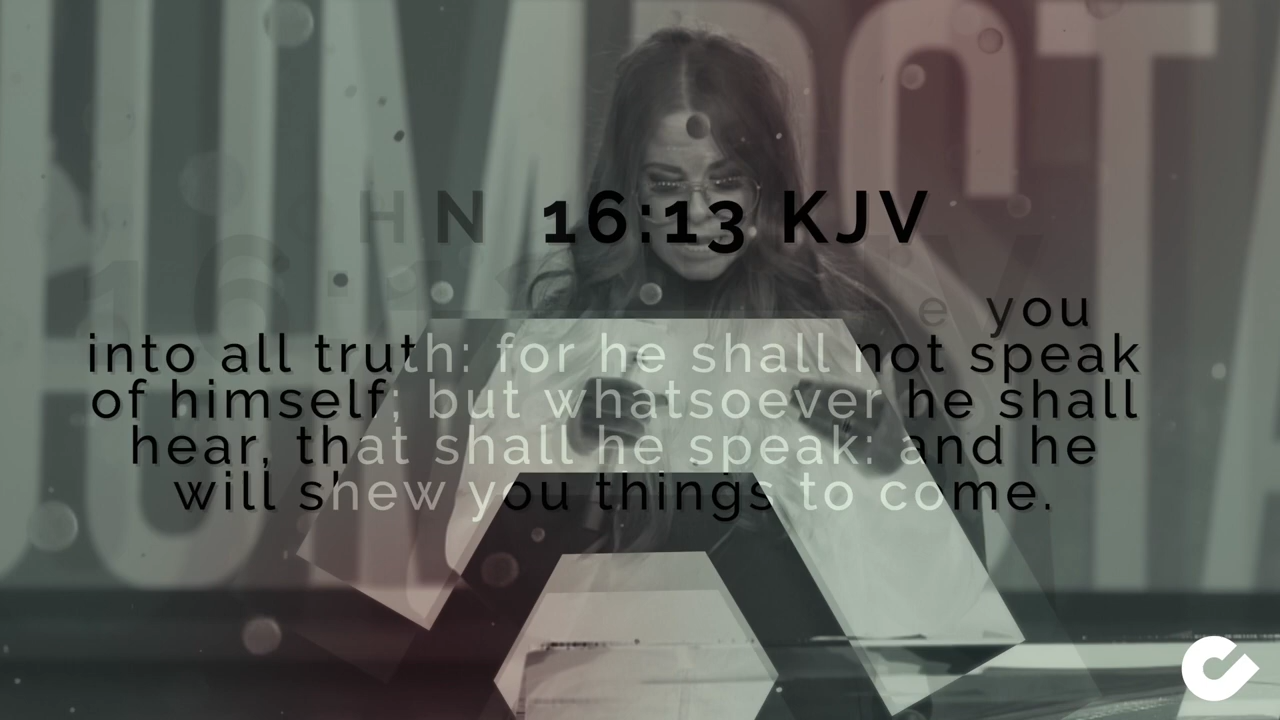 HN 16:13 KJV
e you
into all truth: for he shall not speak
of himself; but whatsoever he shall
hear, that shall he speak: and he
will shew you things to come.